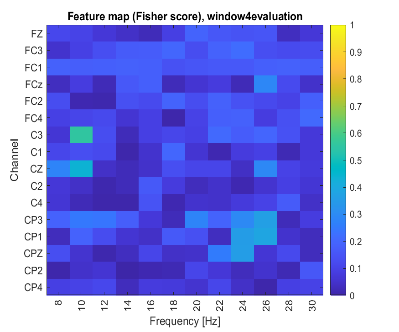 Feature map (Fisher score), window4evaluation
Channel
FZ
FC3
FC1
FCz
FC2
FC4
C3
C1
CZ
C2
C4
CP3
CP1
CPZ
CP2
CP4
8 10 12 14 16 18 20 22 24 26 28 30
Frequency [Hz]
1
0.9
0.8
0.7
0.6
0.5
0.4
0.3
0.2
0.1
0